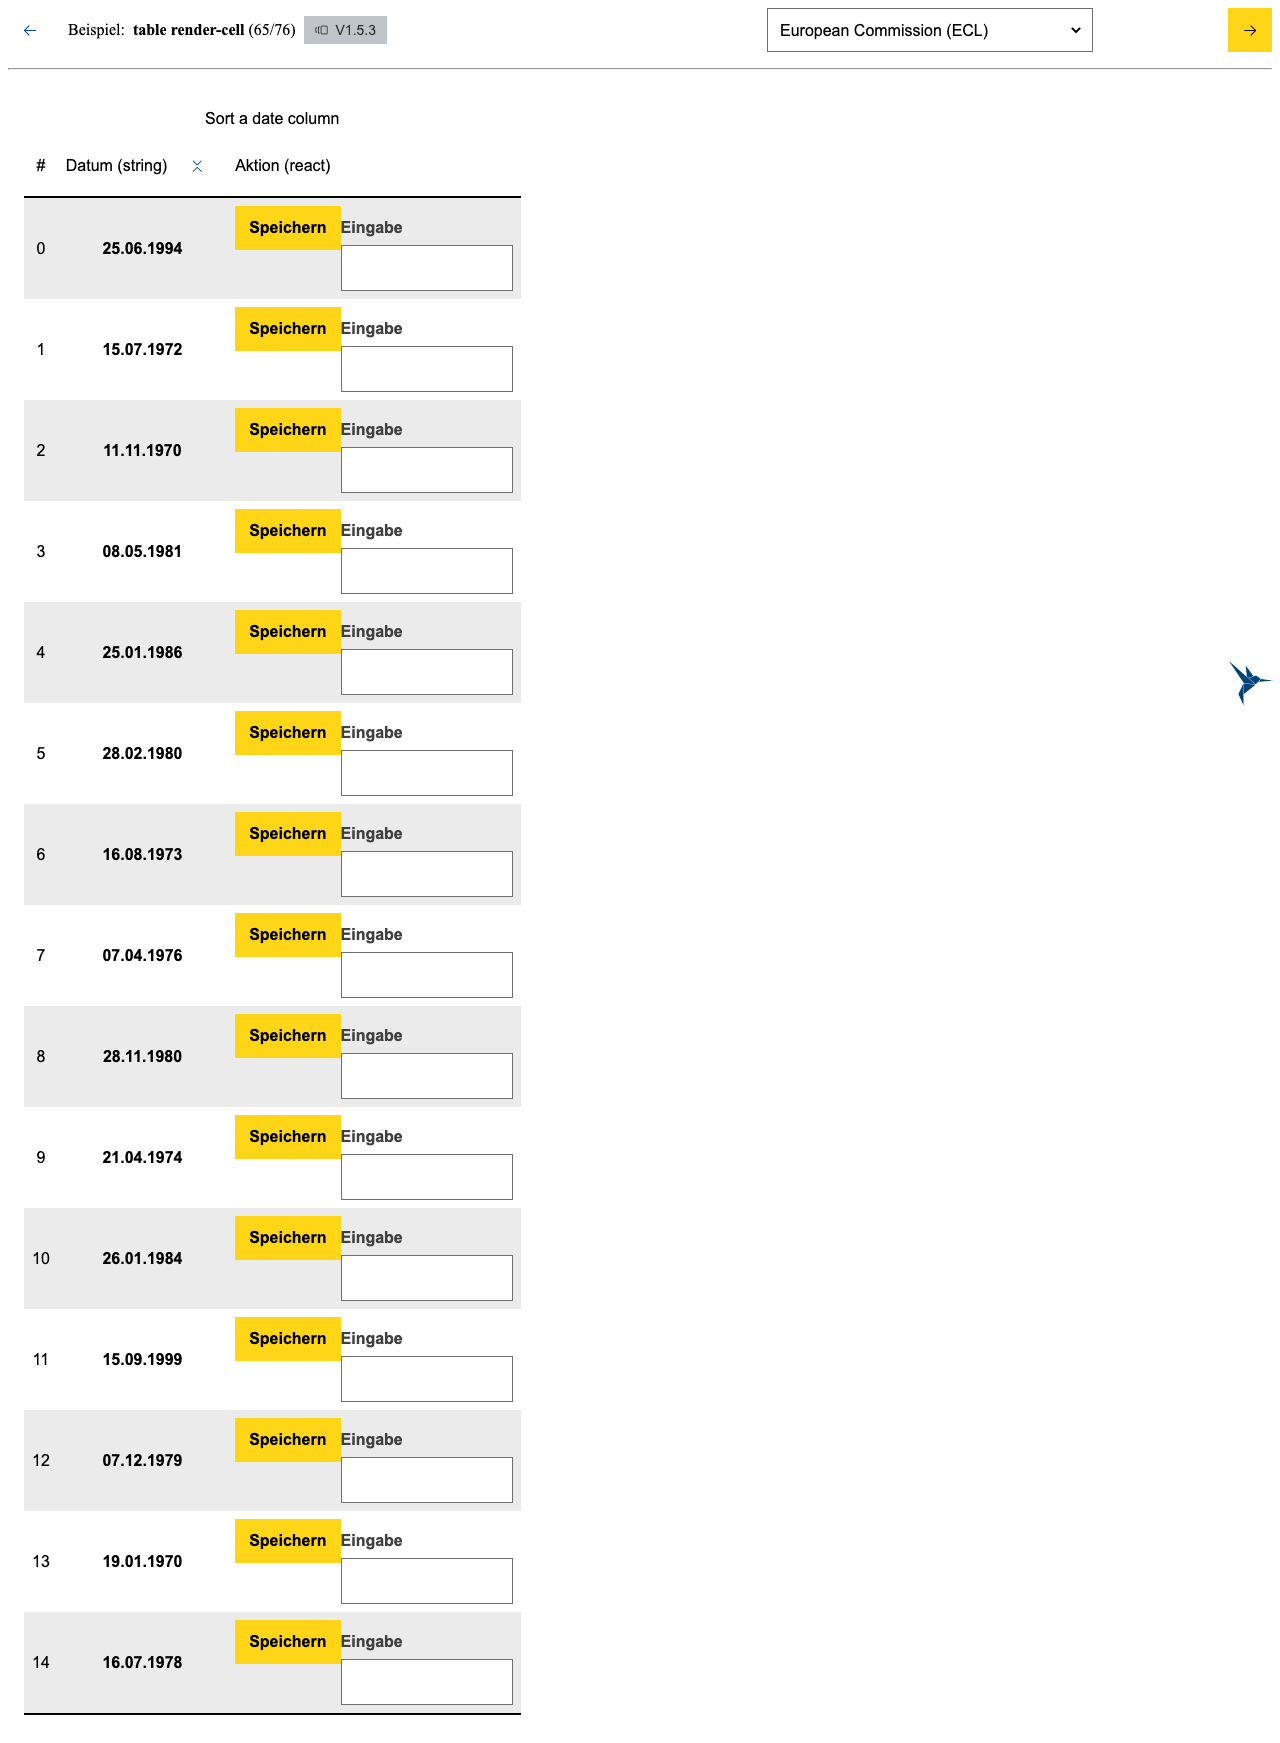 Beispiel: table render-cell (65/76) V1.5.3 European Commission (ECL)
Sort a date column
# Datum (string) Aktion (react)
0 25.06.1994 Speichern Eingabe
1 15.07.1972 Speichern Eingabe
2 11.11.1970 Speichern Eingabe
3 08.05.1981 Speichern Eingabe
4 25.01.1986 Speichern Eingabe
5 28.02.1980 Speichern Eingabe
6 16.08.1973 Speichern Eingabe
7 07.04.1976 Speichern Eingabe
8 28.11.1980 Speichern Eingabe
9 21.04.1974 Speichern Eingabe
10 26.01.1984 Speichern Eingabe
11 15.09.1999 Speichern Eingabe
12 07.12.1979 Speichern Eingabe
13 19.01.1970 Speichern Eingabe
14 16.07.1978 Speichern Eingabe